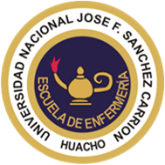 UNIVERSIDAD NACIONAL JOSE F. SANCHEZ CARRION
ESCUELA DE ENFERMERIA
HUACHO